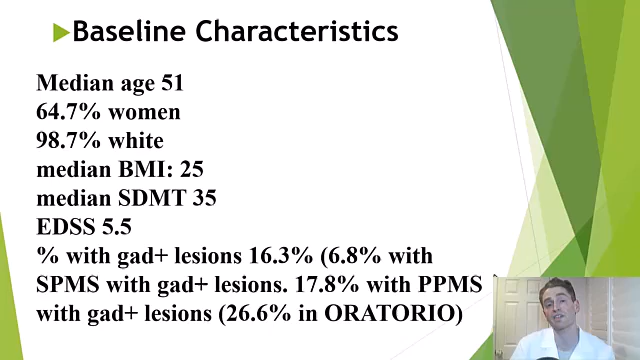 Baseline Characteristics
Median age 51
64.7% women
98.7% white
median BMI: 25
median SDMT 35
EDSS 5.5
% with gad+ lesions 16.3% (6.8% with
SPMS with gad+ lesions. 17.8% with PPMS
with gad+ lesions (26.6% in ORATORIO)